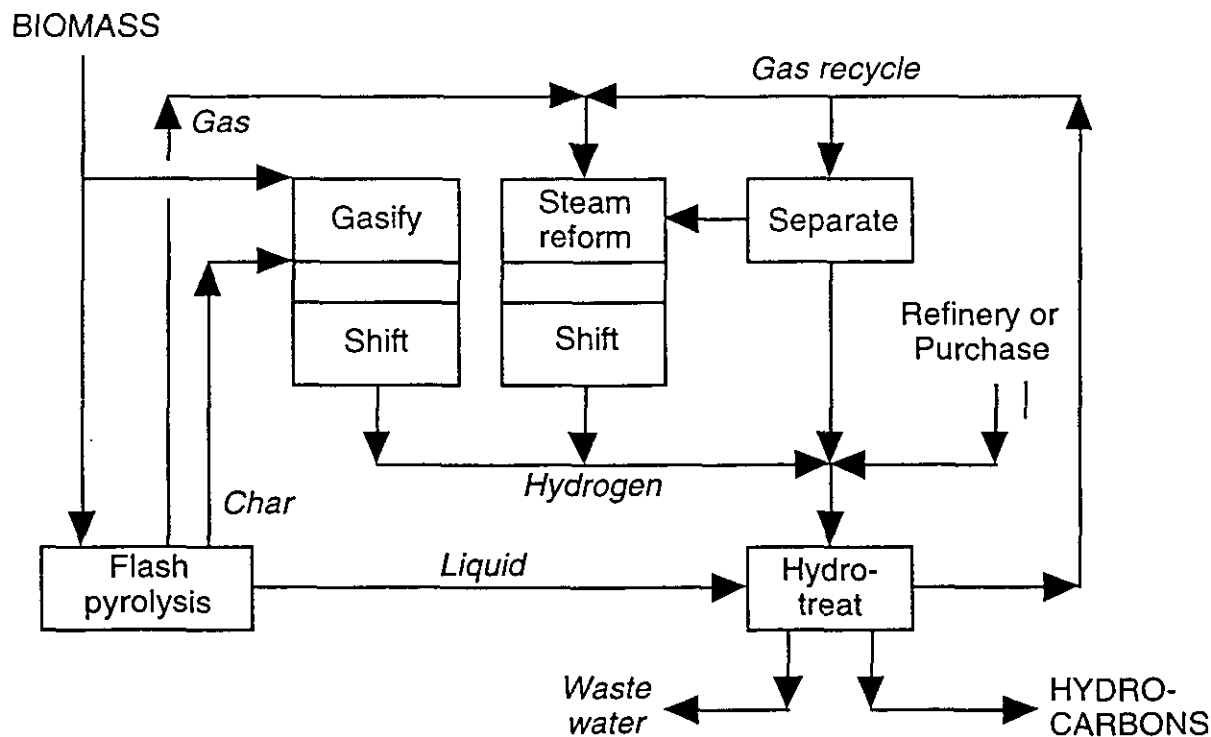 BIOMASS
Gas recycle
Gas
Gasify
Steam
reform
Separate
Shift
Shift
Refinery or
Purchase
Hydrogen
Char
Flash
pyrolysis
Liquid
Hydro-
treat
Waste
water
HYDRO-
CARBONS